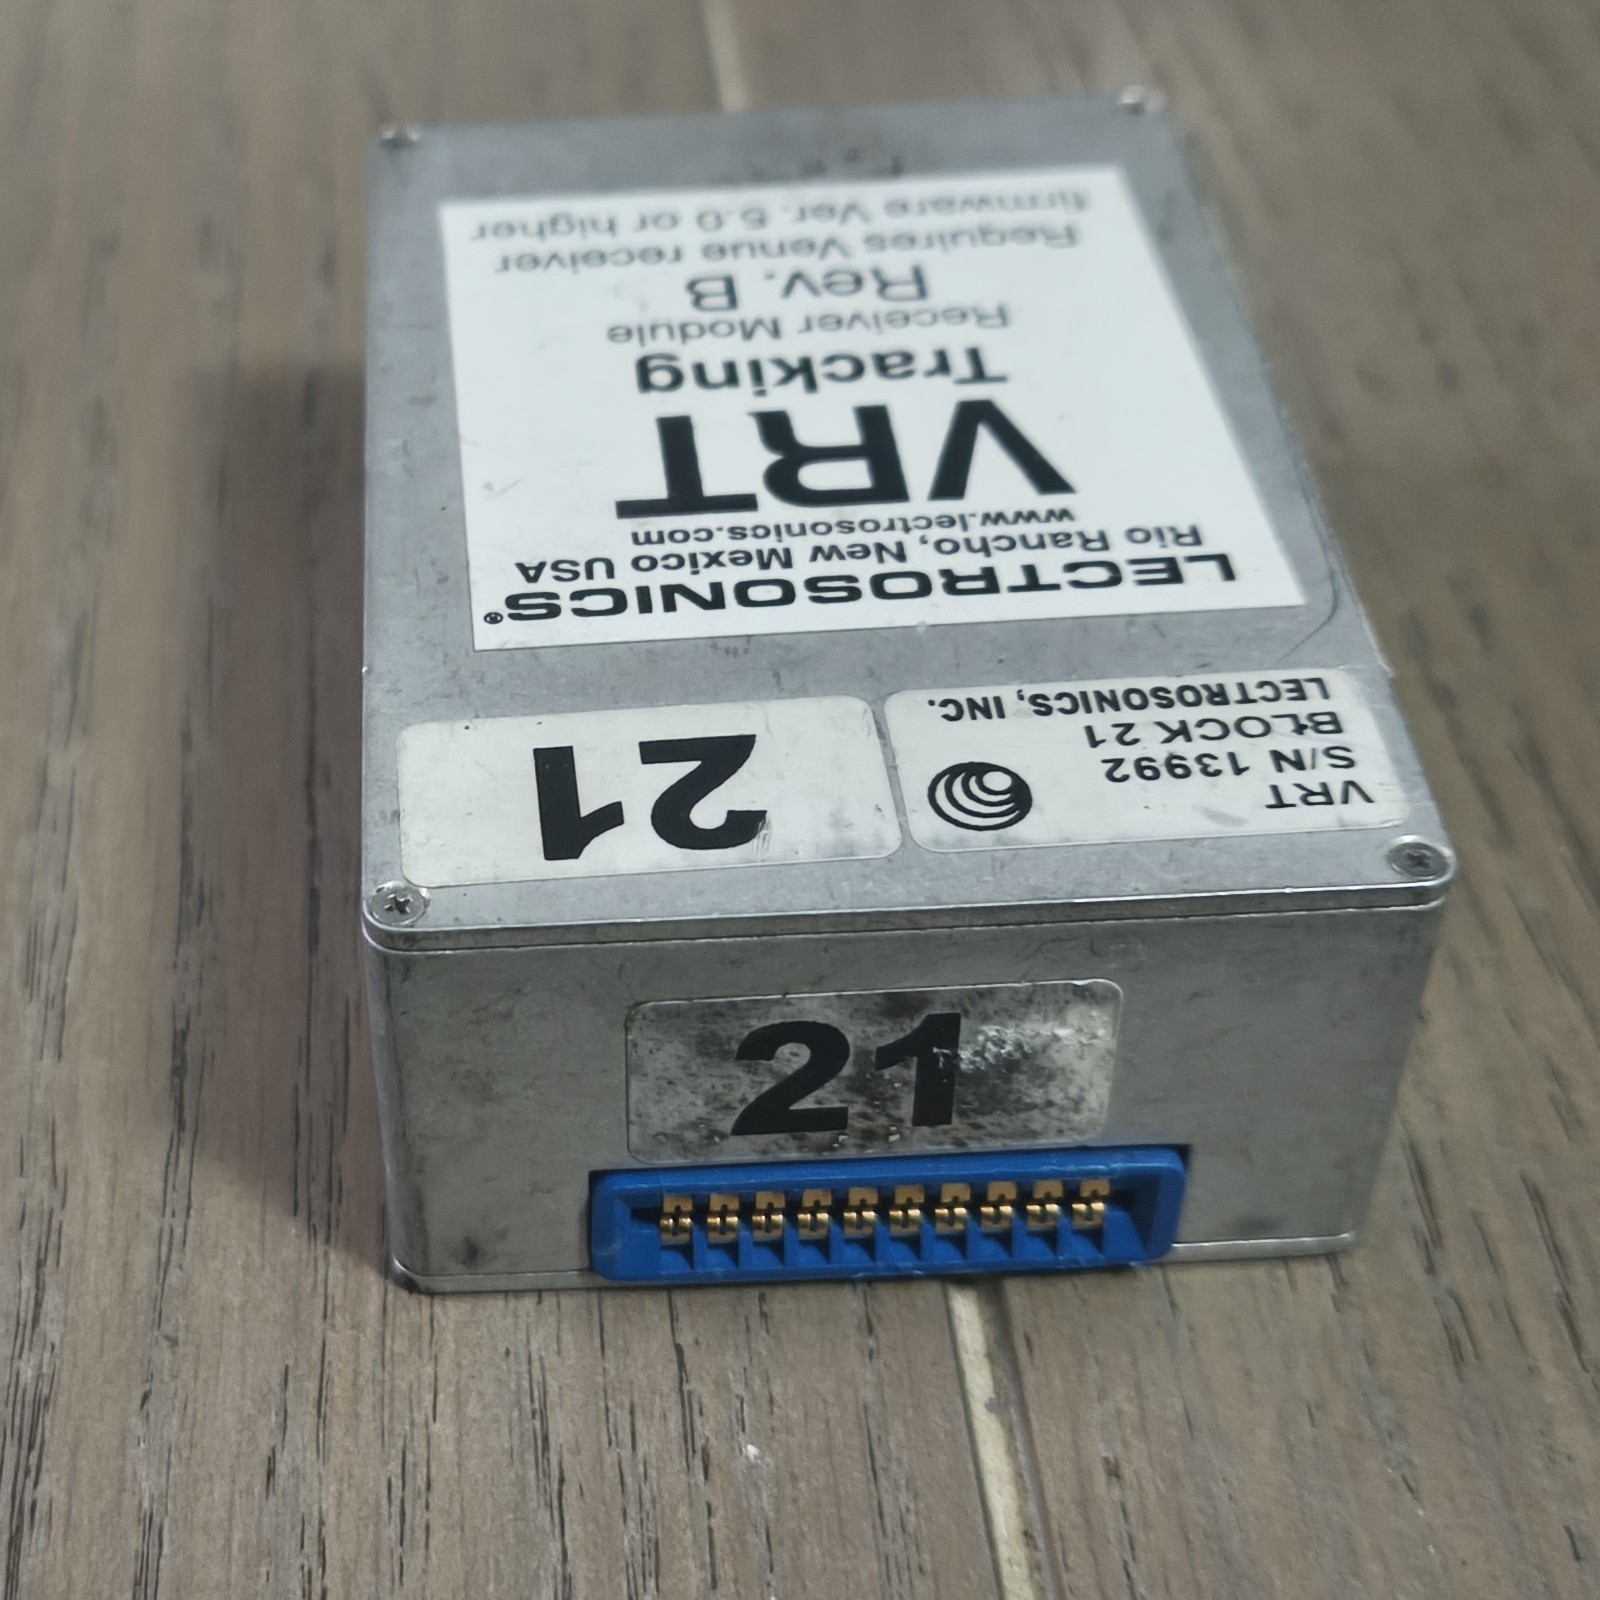 LECTROSONICS®
Rio Rancho, New Mexico USA
www.lectrosonics.com
VRT
Tracking
Receiver Module
Rev. B
Requires Venue receiver
firmware Ver. 5.0 or higher
VRT
S/N 13992
BLOCK 21
LECTROSONICS, INC.
21
21